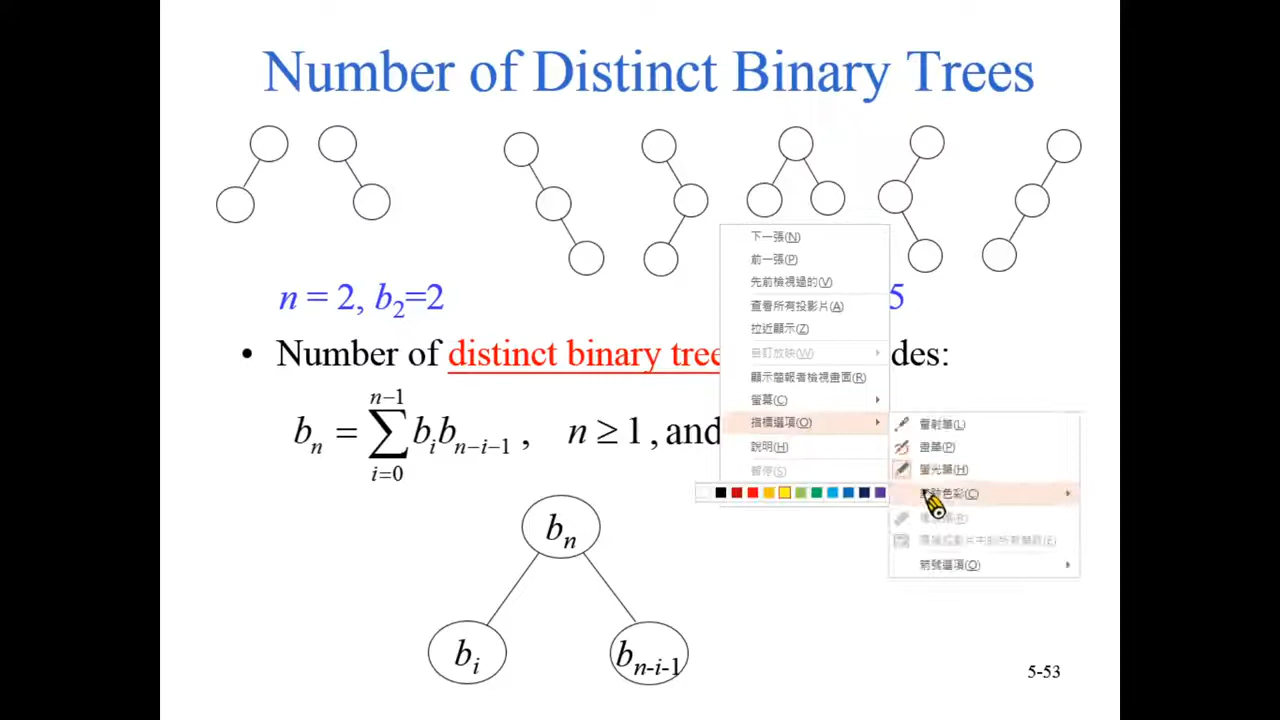 Number of Distinct Binary Trees
n = 2, b2=2
5
• Number of distinct binary tree
des:
bn = ∑ i=0 n−1 bi bn−i−1 , n ≥ 1 , and
下一張(N)
前一張(P)
先前檢視過的(V)
查看所有投影片(A)
拉近顯示(Z)
自訂放映(W)
顯示簡報者檢視畫面(R)
螢幕(C)
指標選項(O)
說明(H)
暫停(S)
雷射筆(L)
畫筆(P)
螢光筆(H)
色彩(C)
箭號選項(O)
bn
bi
bn-i-1
5-53